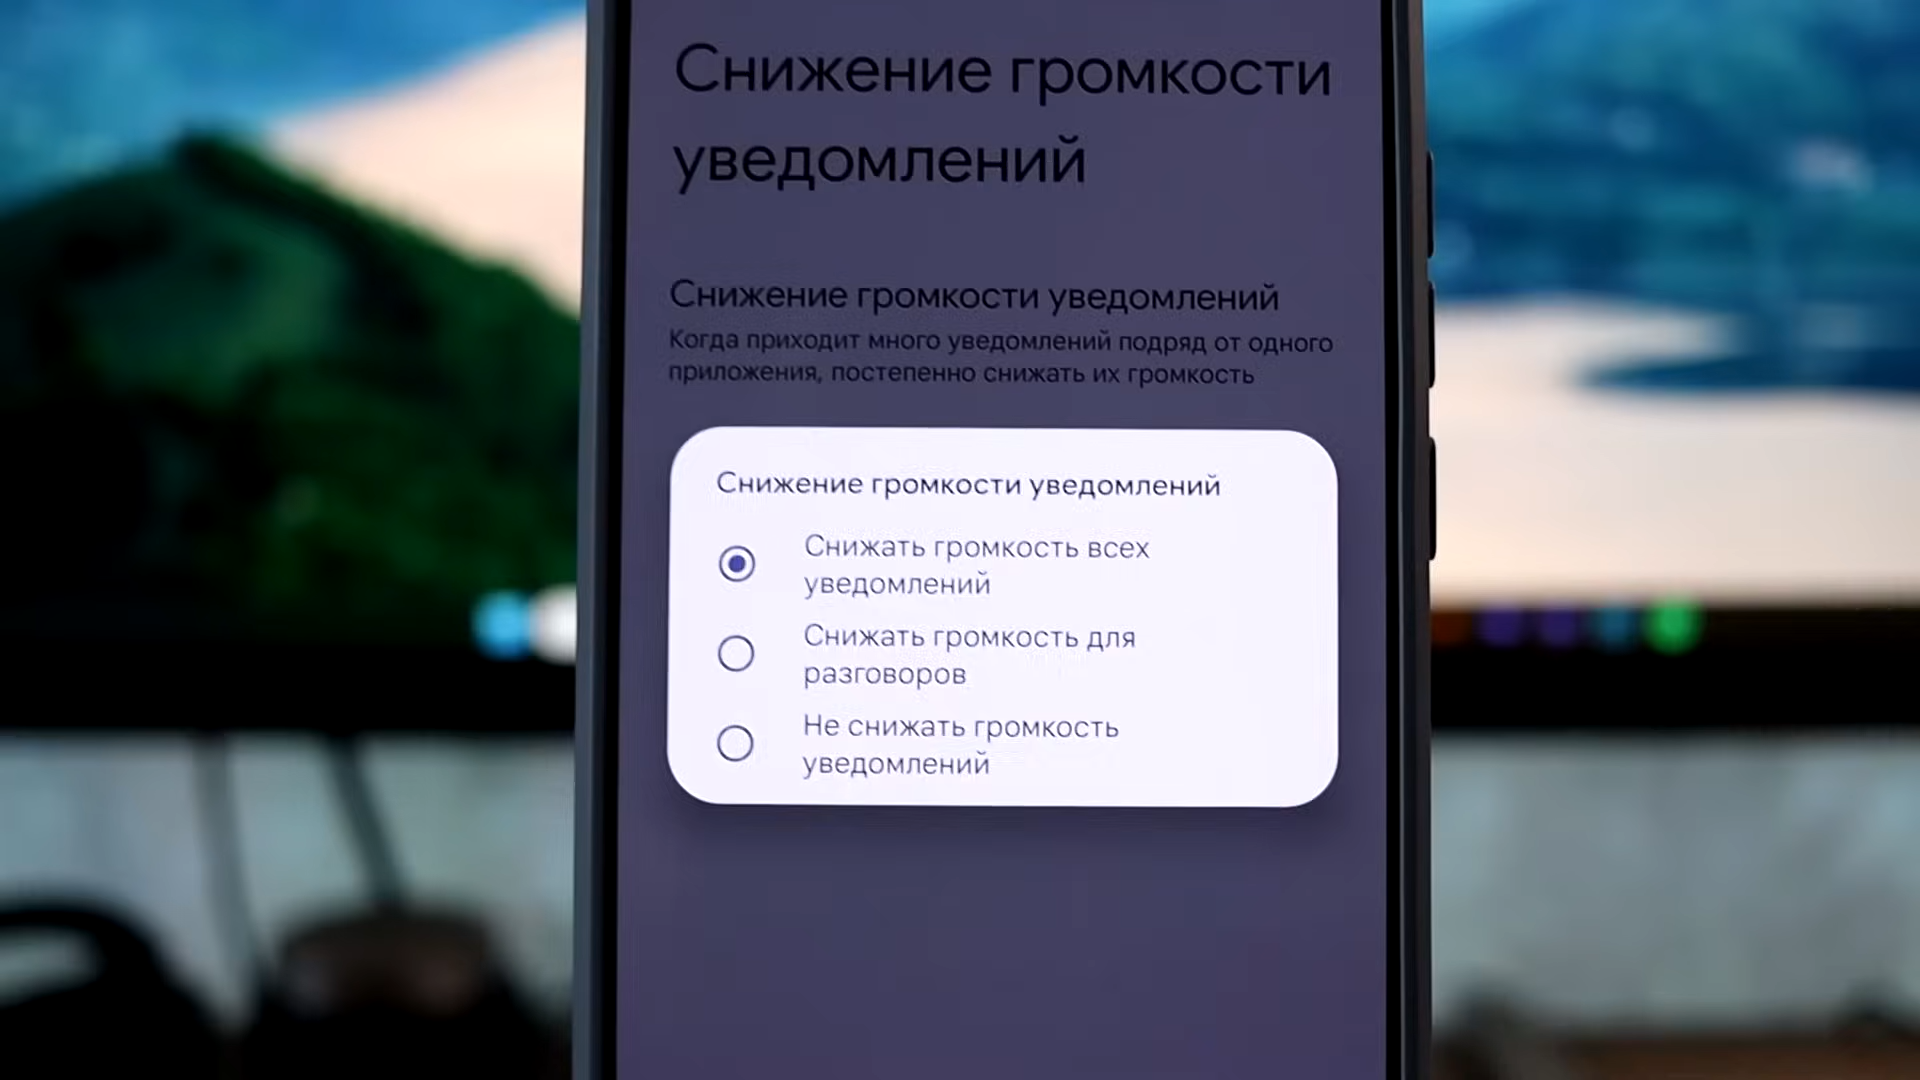 Снижение громкости
уведомлений
Снижение громкости уведомлений
Когда приходит много уведомлений подряд от одного
приложения, постепенно снижать их громкость
Снижение громкости уведомлений
Снижать громкость всех
уведомлений
Снижать громкость для
разговоров
Не снижать громкость
уведомлений